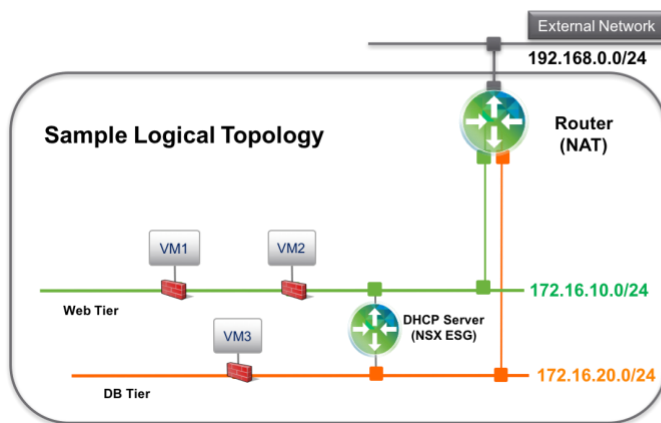 External Network
192.168.0.0/24
Sample Logical Topology
Router
(NAT)
VM1
VM2
172.16.10.0/24
Web Tier
DHCP Server
(NSX ESG)
VM3
172.16.20.0/24
DB Tier